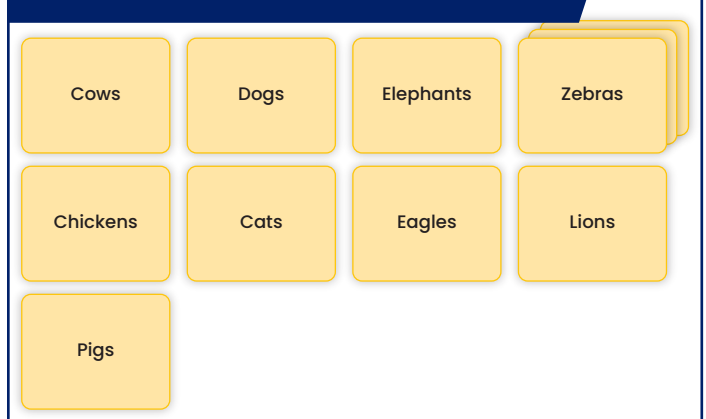 Cows
Dogs
Elephants
Zebras
Chickens
Cats
Eagles
Lions
Pigs